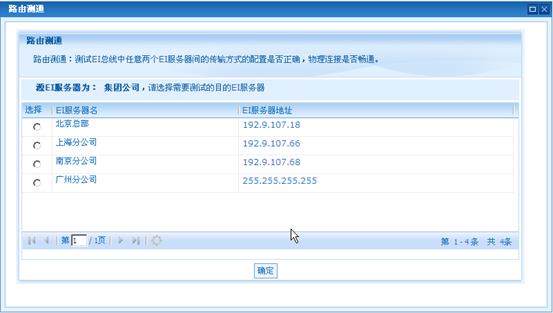 路由测通
路由测通
路由测通：测试EI总线中任意两个EI服务器间的传输方式的配置是否正确，物理连接是否畅通。
源EI服务器为： 集团公司，请选择需要测试的目的EI服务器
选择 EI服务器名 EI服务器地址
北京总部 192.9.107.18
上海分公司 192.9.107.66
南京分公司 192.9.107.68
广州分公司 255.255.255.255
第 1 / 1页 第 1-4条 共 4条
确定